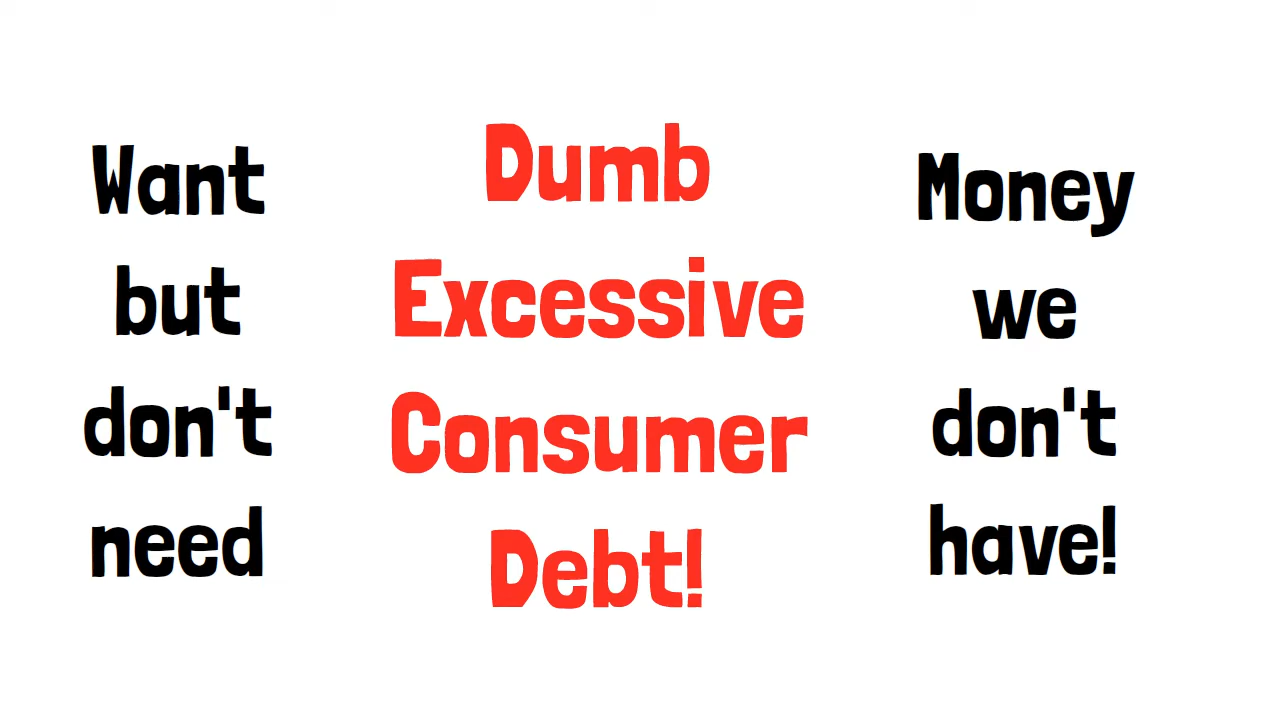 Want
but
don't
need
Dumb
Excessive
Consumer
Debt!
Money
we
don't
have!